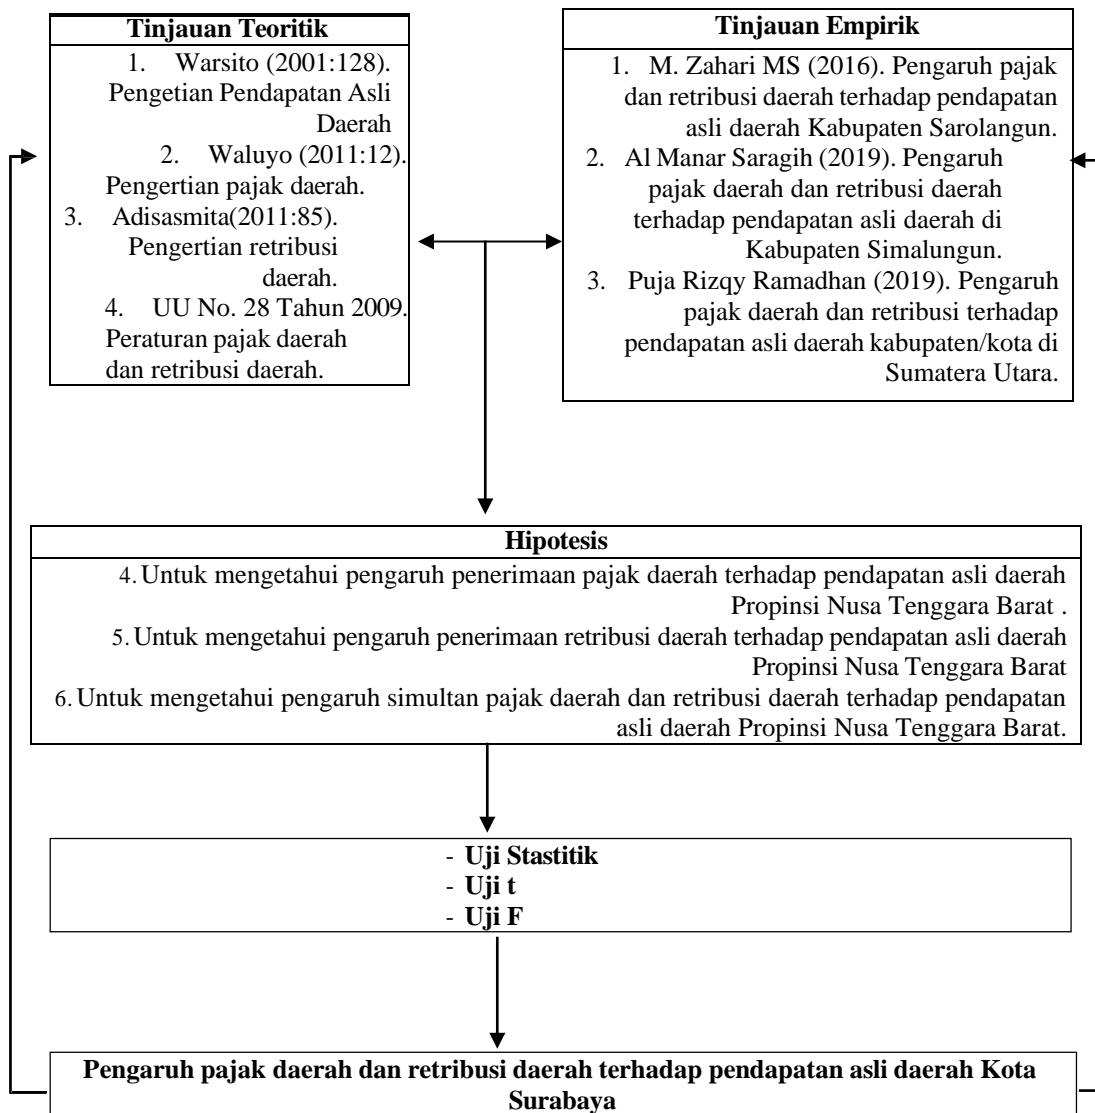 Tinjauan Teoritik
1. Warsito (2001:128).
Pengetian Pendapatan Asli
Daerah
2. Waluyo (2011:12).
Pengertian pajak daerah.
3. Adisasmita(2011:85).
Pengertian retribusi
daerah.
4. UU No. 28 Tahun 2009.
Peraturan pajak daerah
dan retribusi daerah.
Tinjauan Empirik
1. M. Zahari MS (2016). Pengaruh pajak
dan retribusi daerah terhadap pendapatan
asli daerah Kabupaten Sarolangun.
2. Al Manar Saragih (2019). Pengaruh
pajak daerah dan retribusi daerah
terhadap pendapatan asli daerah di
Kabupaten Simalungun.
3. Puja Rizqy Ramadhan (2019). Pengaruh
pajak daerah dan retribusi terhadap
pendapatan asli daerah kabupaten/kota di
Sumatera Utara.
Hipotesis
4. Untuk mengetahui pengaruh penerimaan pajak daerah terhadap pendapatan asli daerah
Propinsi Nusa Tenggara Barat .
5. Untuk mengetahui pengaruh penerimaan retribusi daerah terhadap pendapatan asli daerah
Propinsi Nusa Tenggara Barat
6. Untuk mengetahui pengaruh simultan pajak daerah dan retribusi daerah terhadap pendapatan
asli daerah Propinsi Nusa Tenggara Barat.
- Uji Stastitik
- Uji t
- Uji F
Pengaruh pajak daerah dan retribusi daerah terhadap pendapatan asli daerah Kota
Surabaya